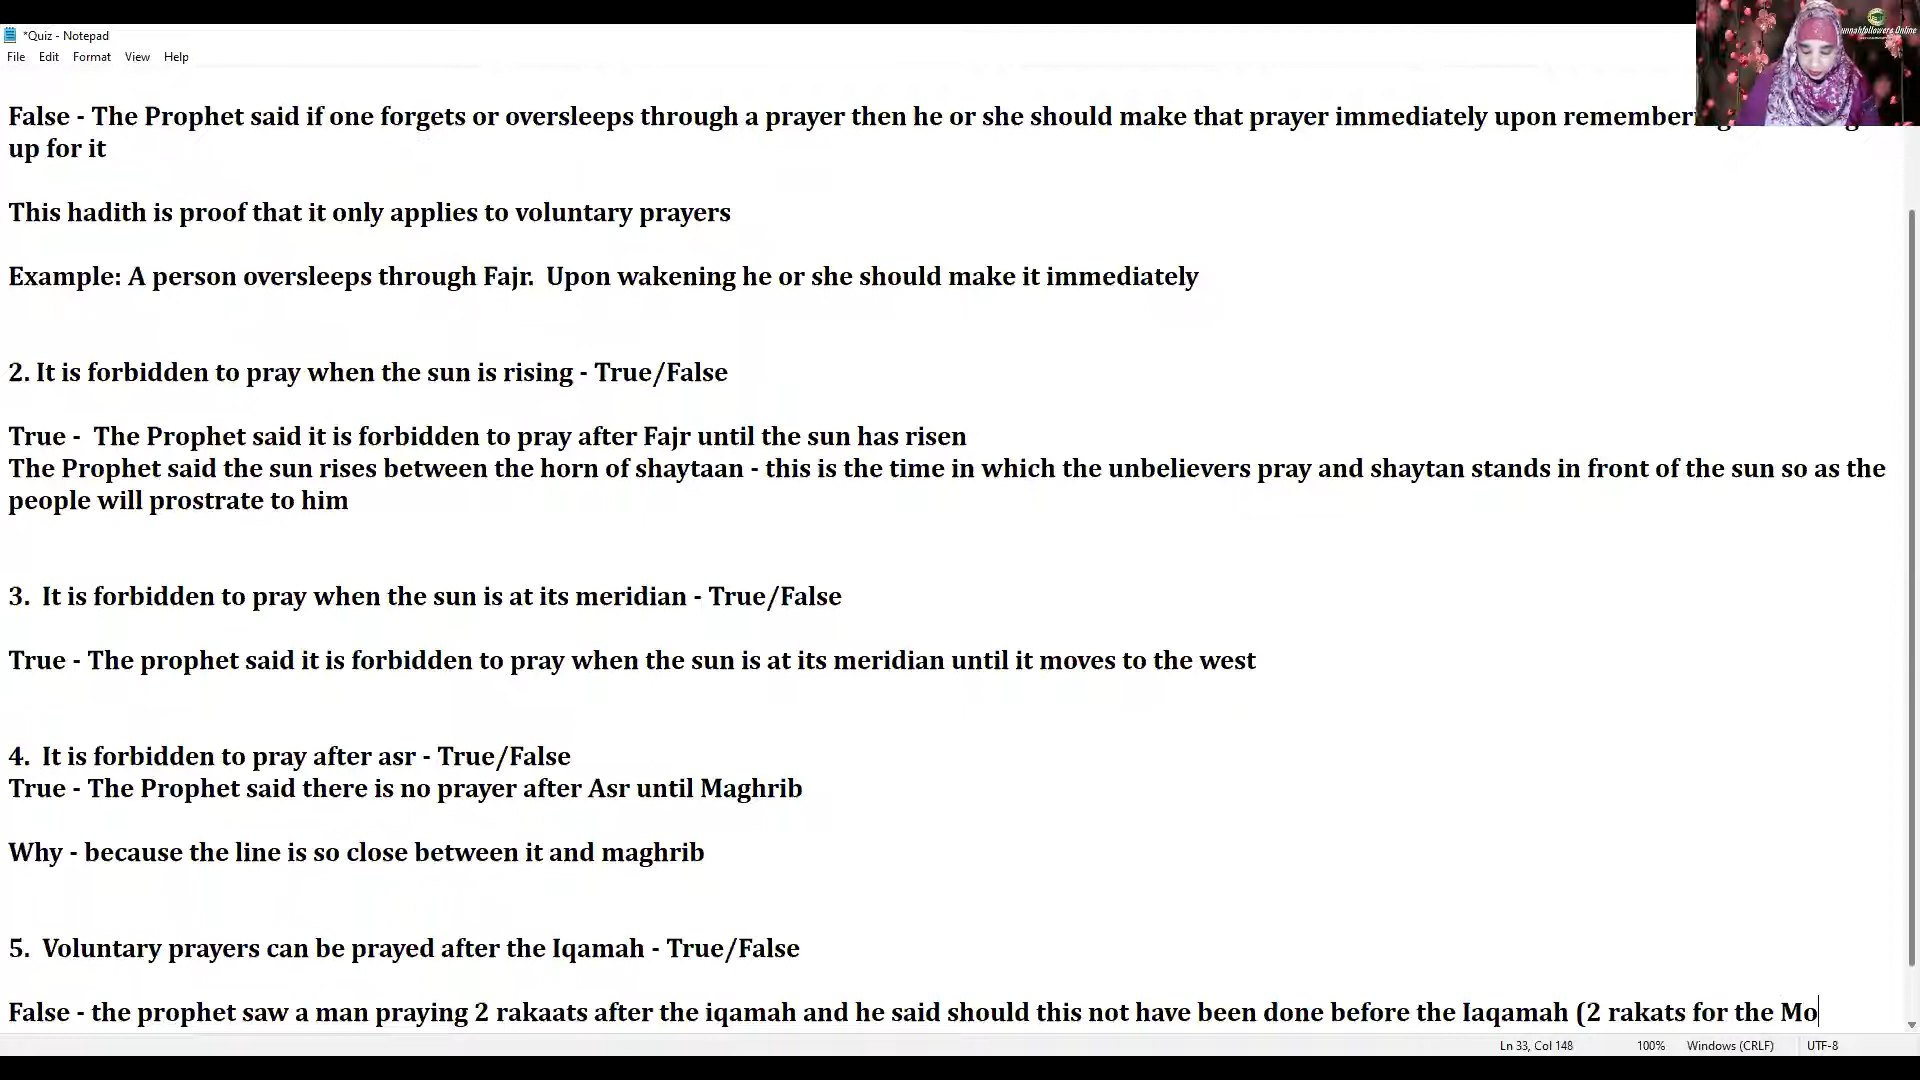 *Quiz - Notepad
File Edit Format View Help
False - The Prophet said if one forgets or oversleeps through a prayer then he or she should make that prayer immediately upon
up for it
This hadith is proof that it only applies to voluntary prayers
Example: A person oversleeps through Fajr.  Upon wakening he or she should make it immediately
2. It is forbidden to pray when the sun is rising - True/False
True -  The Prophet said it is forbidden to pray after Fajr until the sun has risen
The Prophet said the sun rises between the horn of shaytaan - this is the time in which the unbelievers pray and shaytan stands in front of the sun so as the
people will prostrate to him
3.  It is forbidden to pray when the sun is at its meridian - True/False
True - The prophet said it is forbidden to pray when the sun is at its meridian until it moves to the west
4.  It is forbidden to pray after asr - True/False
True - The Prophet said there is no prayer after Asr until Maghrib
Why - because the line is so close between it and maghrib
5.  Voluntary prayers can be prayed after the Iqamah - True/False
False - the prophet saw a man praying 2 rakaats after the iqamah and he said should this not have been done before the Iaqamah (2 rakats for the Mo
Ln 33, Col 148 100% Windows (CRLF) UTF-8